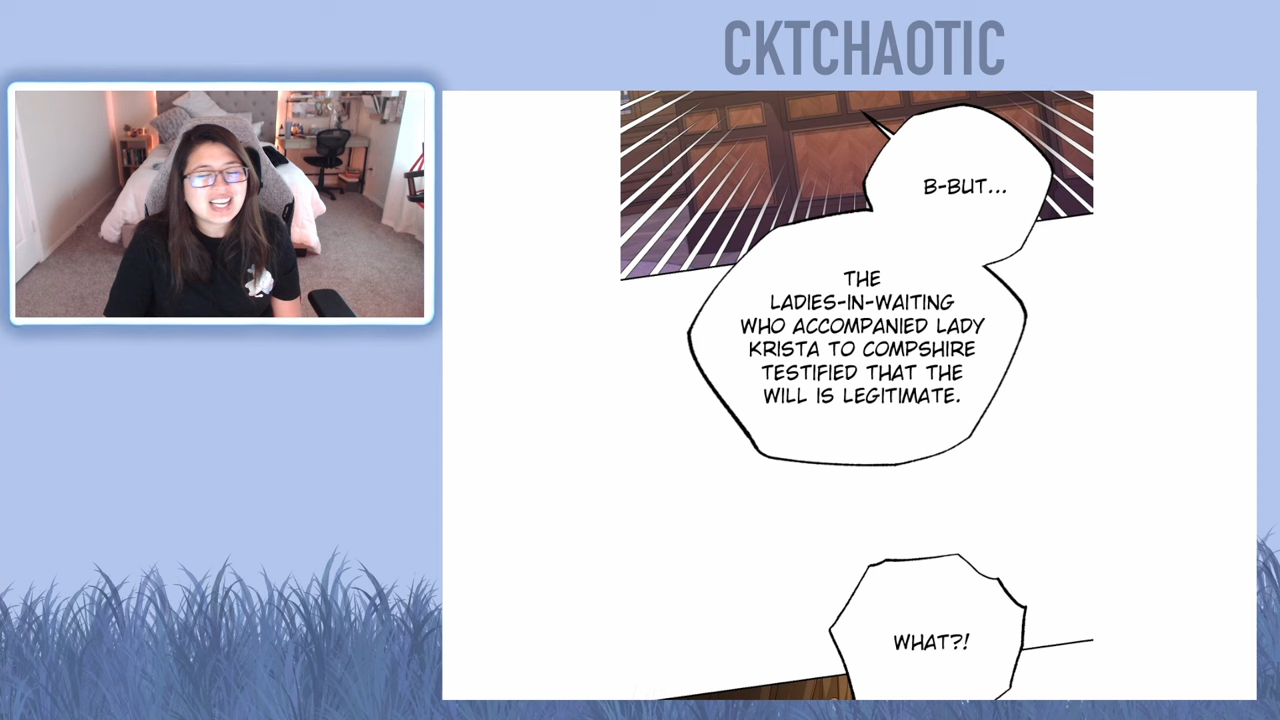 CKTCHAOTIC
B-BUT...
THE
LADIES-IN-WAITING
WHO ACCOMPANIED LADY
KRISTA TO COMPSHIRE
TESTIFIED THAT THE
WILL IS LEGITIMATE.
WHAT?!